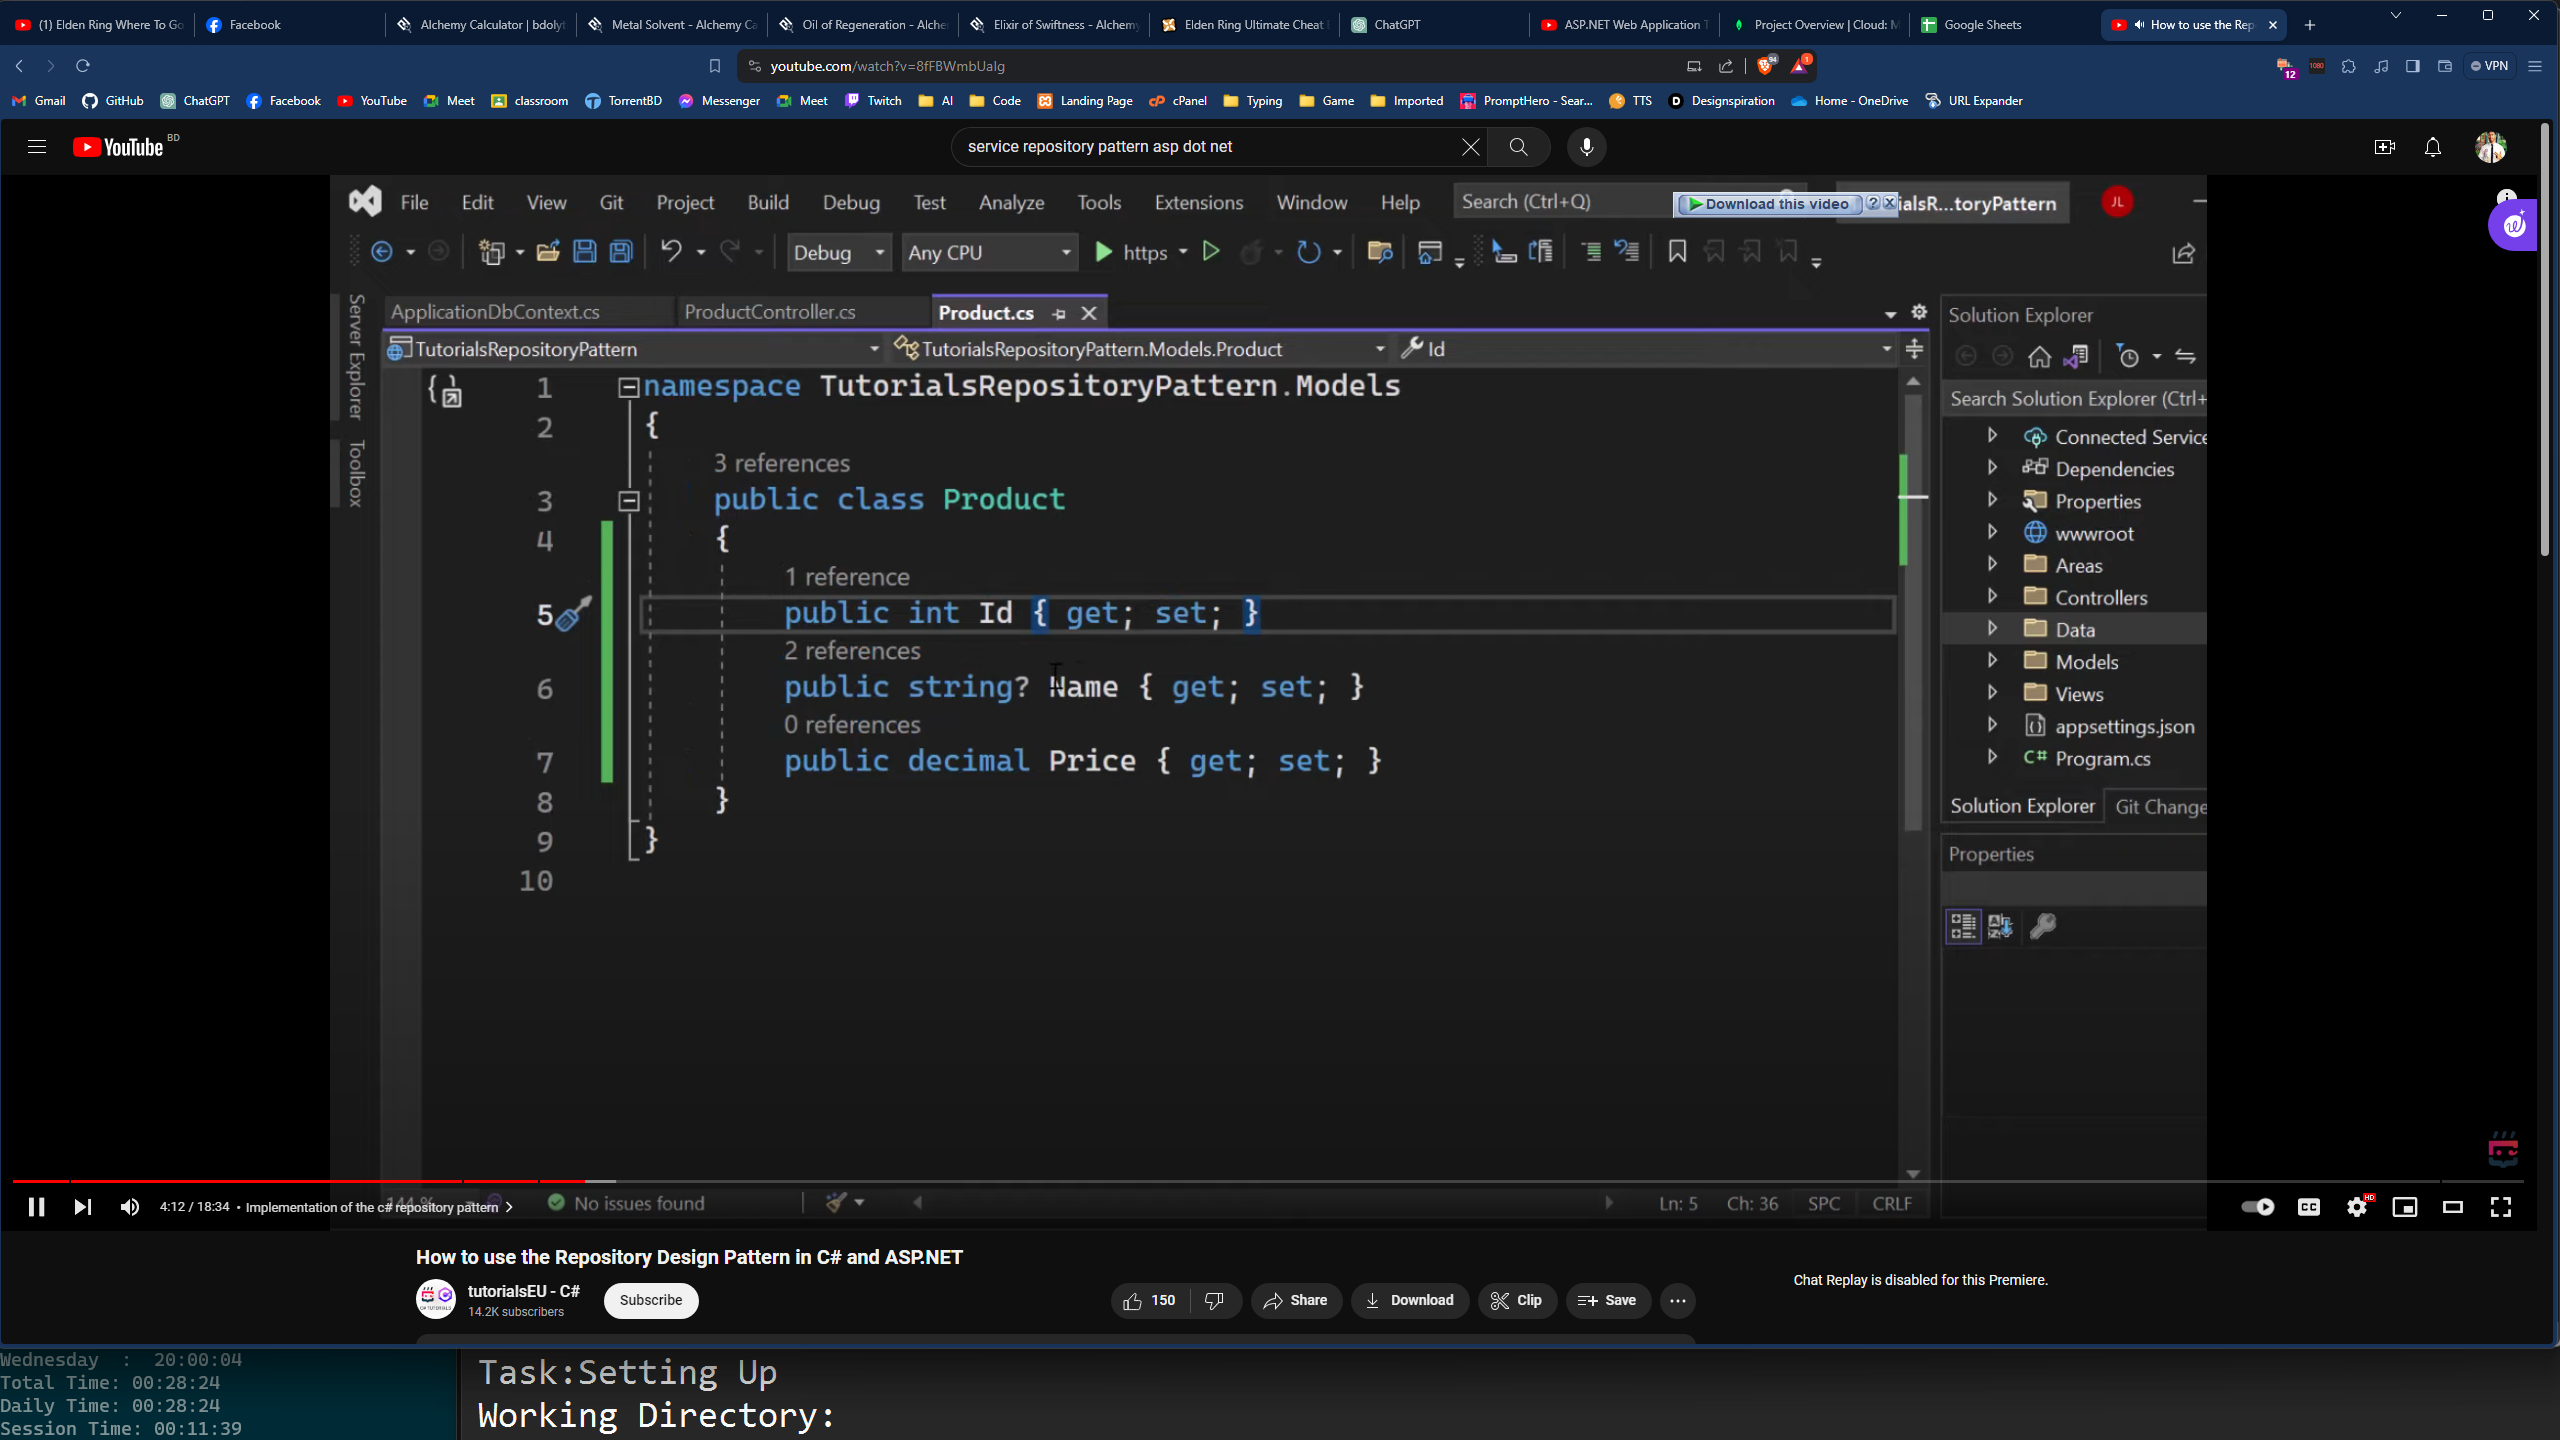 (1) Elden Ring Where To Go
Facebook
Alchemy Calculator | bdolyt
Metal Solvent - Alchemy Ca
Oil of Regeneration - Alche
Elixir of Swiftness - Alchemy
Elden Ring Ultimate Cheat
ChatGPT
ASP.NET Web Application T
Project Overview | Cloud: M
Google Sheets
How to use the Rep
youtube.com/watch?v=8fFBWmbUaIg
94
1
12
1080
VPN
Gmail
GitHub
ChatGPT
Facebook
YouTube
Meet
classroom
TorrentBD
Messenger
Meet
Twitch
AI
Code
Landing Page
cPanel
Typing
Game
Imported
PromptHero - Sear...
TTS
Designspiration
Home - OneDrive
URL Expander
YouTube BD
service repository pattern asp dot net
File Edit View Git Project Build Debug Test Analyze Tools Extensions Window Help
Search (Ctrl+Q)
Download this video
ialsR...toryPattern
JL
Debug
Any CPU
https
Server Explorer
Toolbox
ApplicationDbContext.cs
ProductController.cs
Product.cs
TutorialsRepositoryPattern
TutorialsRepositoryPattern.Models.Product
Id
1 namespace TutorialsRepositoryPattern.Models
2 {
3 references
3 public class Product
4 {
1 reference
5 public int Id { get; set; }
2 references
6 public string? Name { get; set; }
0 references
7 public decimal Price { get; set; }
8 }
9 }
10
Solution Explorer
Search Solution Explorer (Ctrl+
Connected Service
Dependencies
Properties
wwwroot
Areas
Controllers
Data
Models
Views
appsettings.json
C# Program.cs
Solution Explorer
Git Change
Properties
144 %
No issues found
Ln: 5
Ch: 36
SPC
CRLF
4:12 / 18:34 • Implementation of the c# repository pattern
CC
HD
How to use the Repository Design Pattern in C# and ASP.NET
tutorialsEU - C#
14.2K subscribers
Subscribe
150
Share
Download
Clip
Save
Chat Replay is disabled for this Premiere.
Wednesday : 20:00:04
Total Time: 00:28:24
Daily Time: 00:28:24
Session Time: 00:11:39
Task:Setting Up
Working Directory: